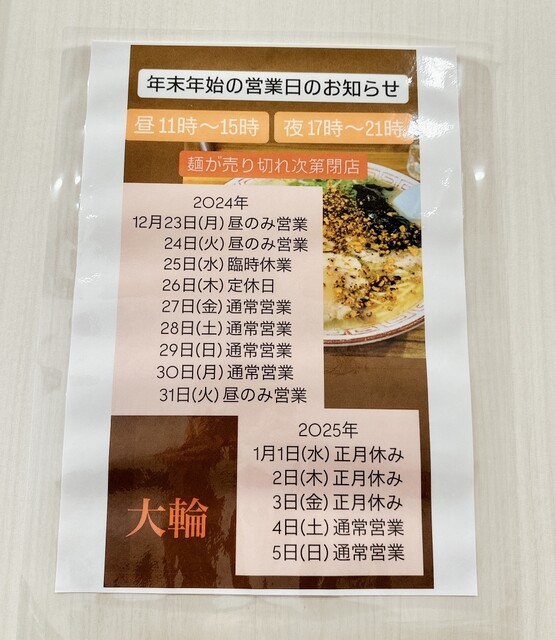 年末年始の営業日のお知らせ
昼11時〜15時 夜17時〜21時
麺が売り切れ次第閉店
2024年
12月23日(月)昼のみ営業
24日(火)昼のみ営業
25日(水)臨時休業
26日(木)定休日
27日(金)通常営業
28日(土)通常営業
29日(日)通常営業
30日(月)通常営業
31日(火)昼のみ営業
2025年
1月1日(水)正月休み
2日(木)正月休み
3日(金)正月休み
4日(土)通常営業
5日(日)通常営業
大輪